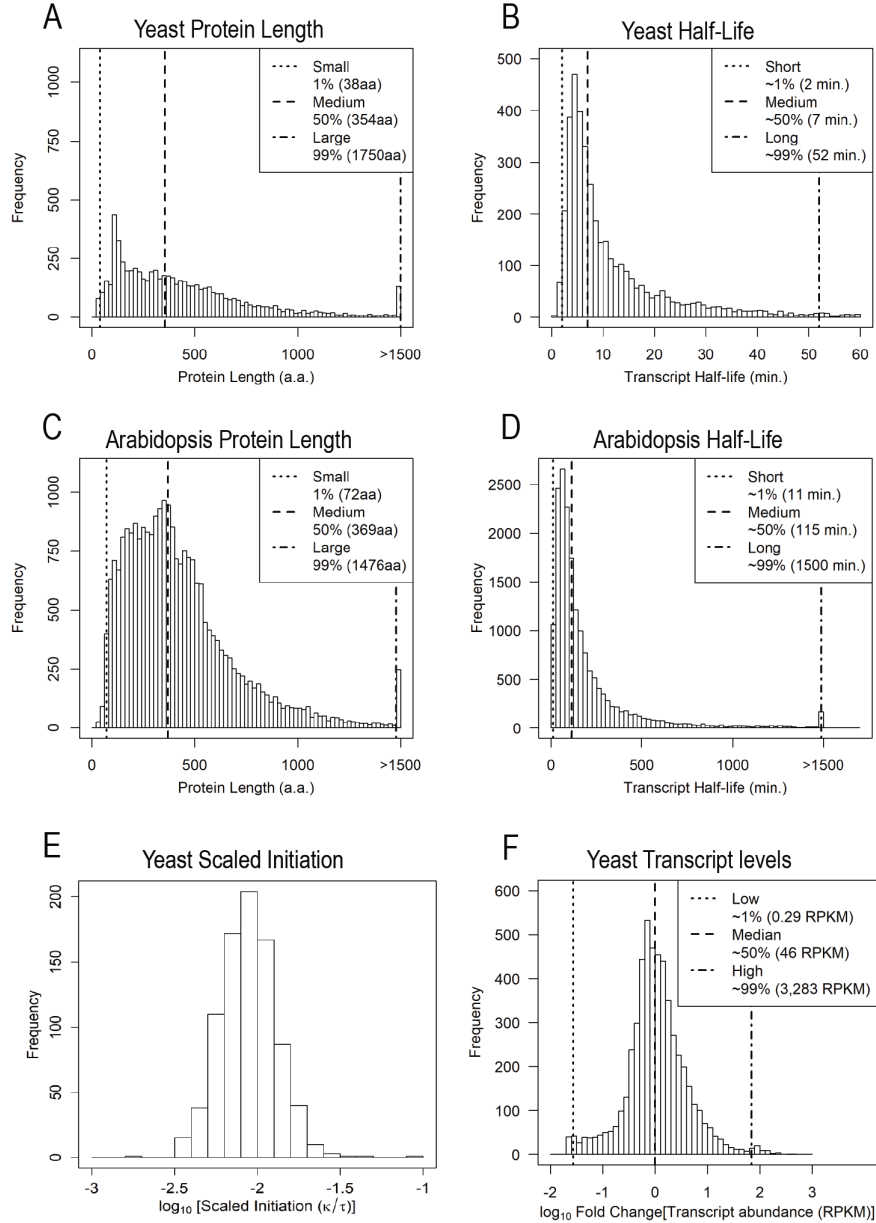 A
Yeast Protein Length
Small
1% (38aa)
Medium
50% (354aa)
Large
99% (1750aa)
Frequency
0
250
500
750
1000
0
500
1000
>1500
Protein Length (a.a.)
B
Yeast Half-Life
Short
~1% (2 min.)
Medium
~50% (7 min.)
Long
~99% (52 min.)
Frequency
0
100
200
300
400
500
0
10
20
30
40
50
60
Transcript Half-life (min.)
C
Arabidopsis Protein Length
Small
1% (72aa)
Medium
50% (369aa)
Large
99% (1476aa)
Frequency
0
250
500
750
1000
0
500
1000
>1500
Protein Length (a.a.)
D
Arabidopsis Half-Life
Short
~1% (11 min.)
Medium
~50% (115 min.)
Long
~99% (1500 min.)
Frequency
0
500
1000
1500
2000
2500
0
500
1000
>1500
Transcript Half-life (min.)
E
Yeast Scaled Initiation
Frequency
0
50
100
150
200
-3
-2.5
-2
-1.5
-1
log₁₀ [Scaled Initiation (κ/τ)]
F
Yeast Transcript levels
Low
~1% (0.29 RPKM)
Median
~50% (46 RPKM)
High
~99% (3,283 RPKM)
Frequency
0
100
200
300
400
500
600
-2
-1
0
1
2
3
log₁₀ Fold Change[Transcript abundance (RPKM)]